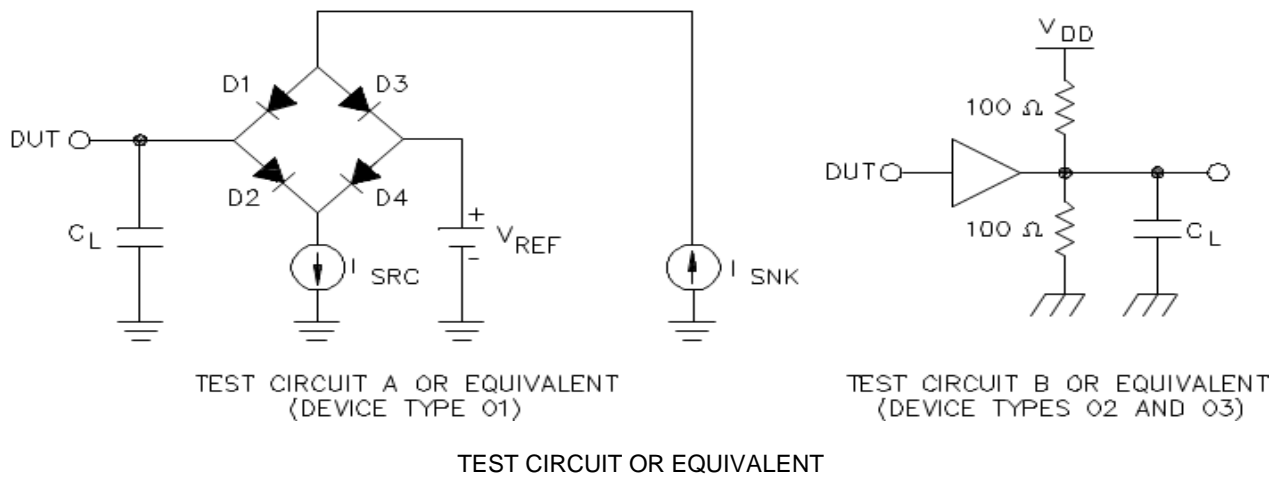 D1
D3
DUT
D2
D4
C L
I SRC
+
-
V REF
I SNK
TEST CIRCUIT A OR EQUIVALENT
(DEVICE TYPE 01)
V DD
100 Ω
DUT
100 Ω
C L
TEST CIRCUIT B OR EQUIVALENT
(DEVICE TYPES 02 AND 03)
TEST CIRCUIT OR EQUIVALENT